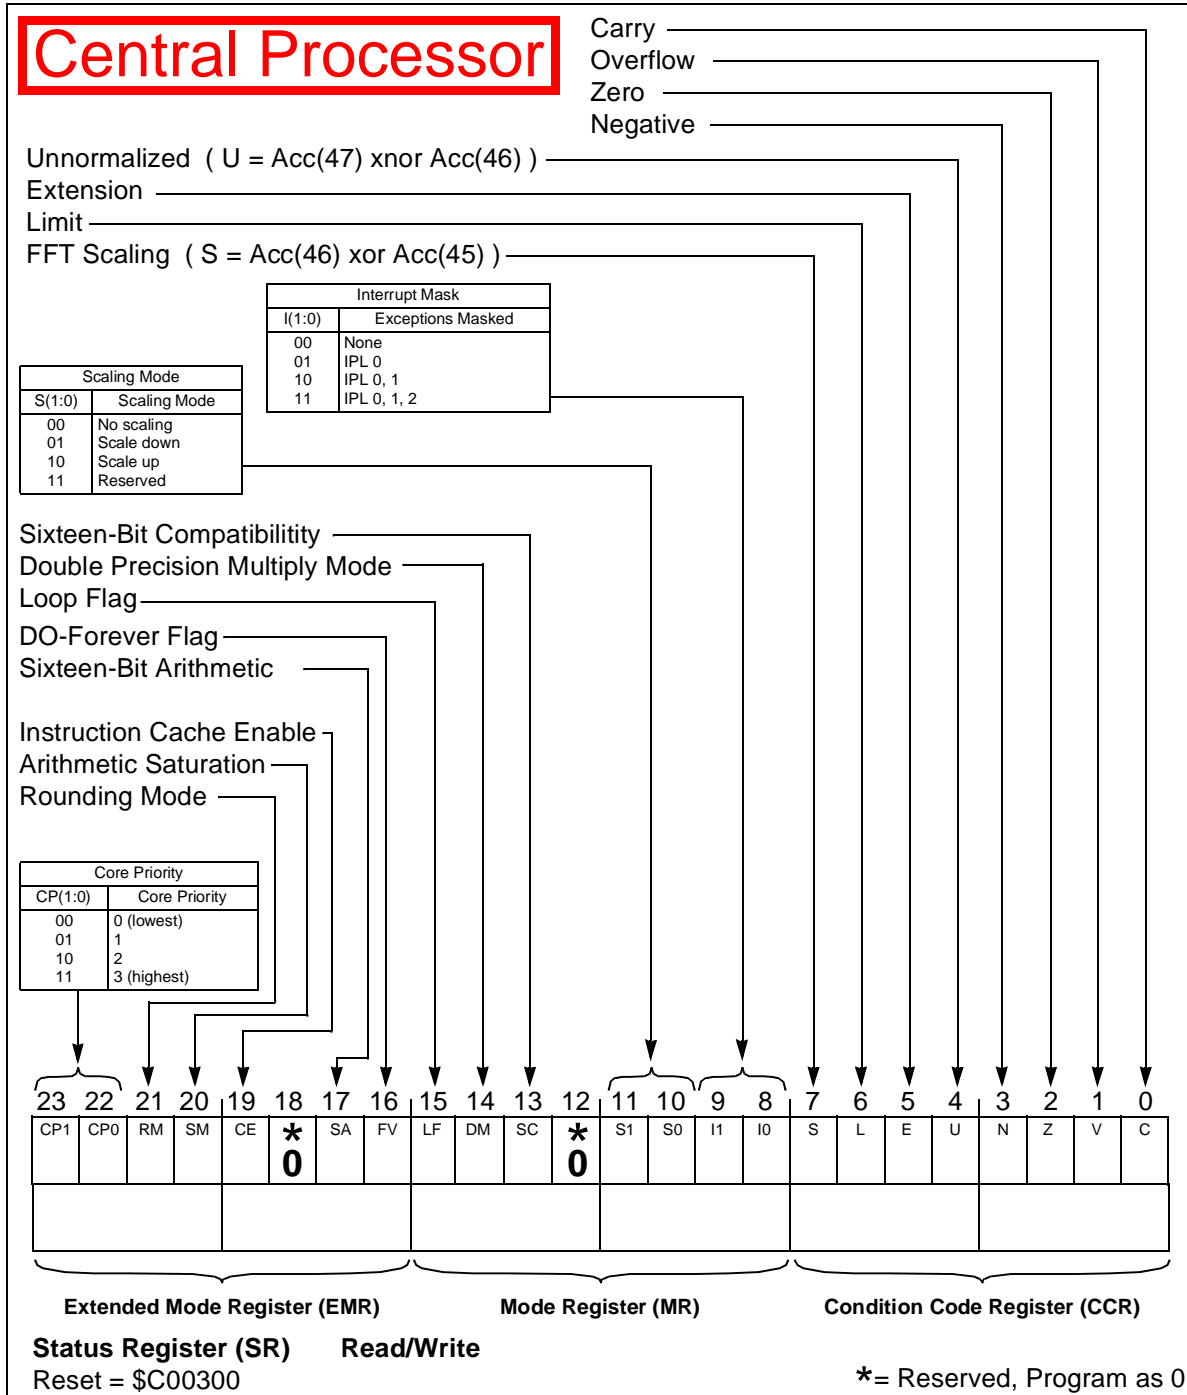 Central Processor
Carry
Overflow
Zero
Negative
Unnormalized ( U = Acc(47) xnor Acc(46) )
Extension
Limit
FFT Scaling ( S = Acc(46) xor Acc(45) )
Interrupt Mask
I(1:0) Exceptions Masked
00 None
01 IPL 0
10 IPL 0, 1
11 IPL 0, 1, 2
Scaling Mode
S(1:0) Scaling Mode
00 No scaling
01 Scale down
10 Scale up
11 Reserved
Sixteen-Bit Compatibilitity
Double Precision Multiply Mode
Loop Flag
DO-Forever Flag
Sixteen-Bit Arithmetic
Instruction Cache Enable
Arithmetic Saturation
Rounding Mode
Core Priority
CP(1:0) Core Priority
00 0 (lowest)
01 1
10 2
11 3 (highest)
23 22 21 20 19 18 17 16 15 14 13 12 11 10 9 8 7 6 5 4 3 2 1 0
CP1 CP0 RM SM CE * SA FV LF DM SC * S1 S0 I1 I0 S L E U N Z V C
0 0
Extended Mode Register (EMR) Mode Register (MR) Condition Code Register (CCR)
Status Register (SR) Read/Write
Reset = $C00300
*= Reserved, Program as 0